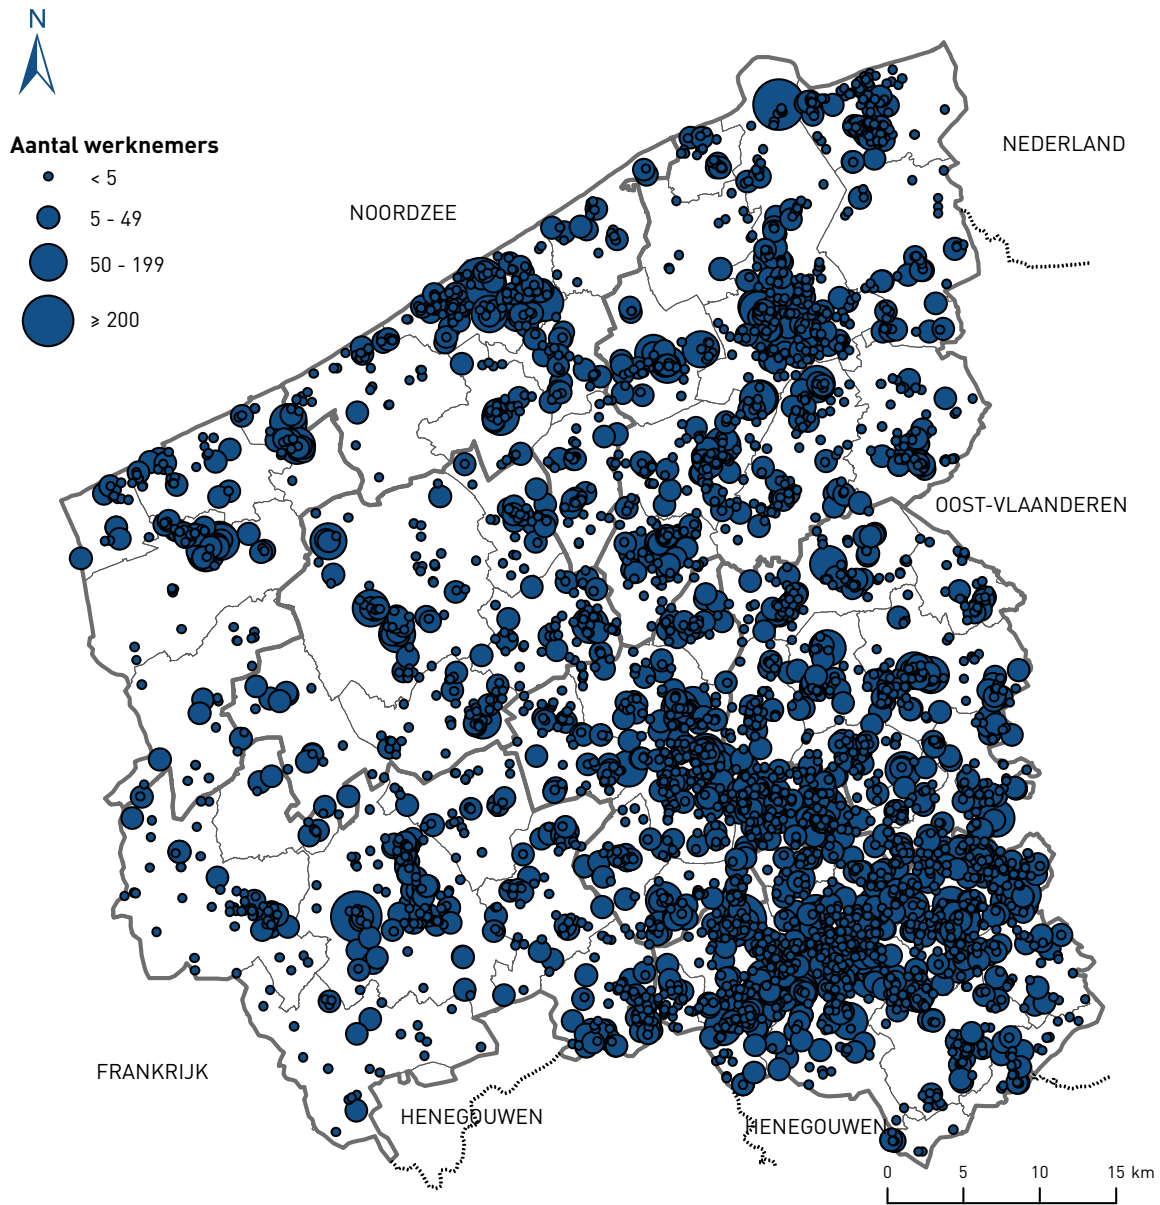 N
Aantal werknemers
< 5
5 - 49
50 - 199
⩾ 200
NOORDZEE
NEDERLAND
OOST-VLAANDEREN
FRANKRIJK
HENEGOUWEN
HENEGOUWEN
0 5 10 15 km